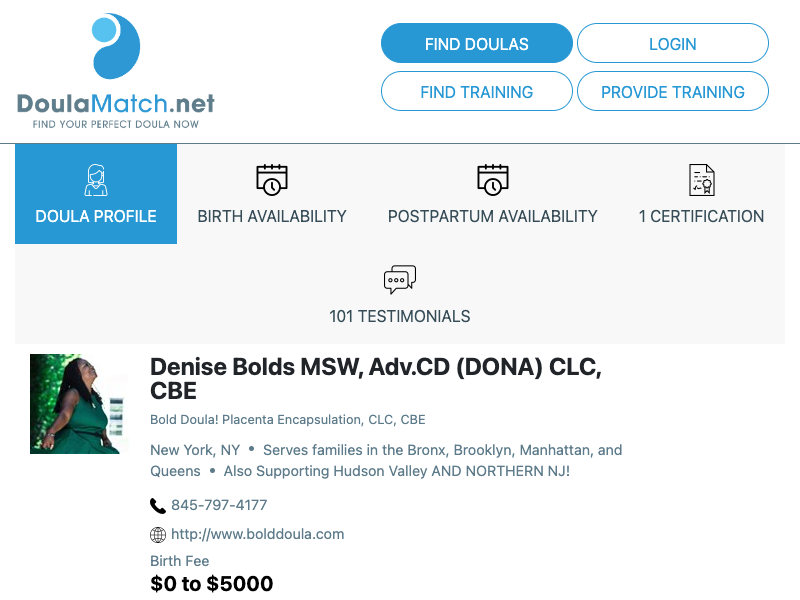 DoulaMatch.net
FIND YOUR PERFECT DOULA NOW
FIND DOULAS
LOGIN
FIND TRAINING
PROVIDE TRAINING
DOULA PROFILE
BIRTH AVAILABILITY
POSTPARTUM AVAILABILITY
1 CERTIFICATION
101 TESTIMONIALS
Denise Bolds MSW, Adv.CD (DONA) CLC,
CBE
Bold Doula! Placenta Encapsulation, CLC, CBE
New York, NY • Serves families in the Bronx, Brooklyn, Manhattan, and
Queens • Also Supporting Hudson Valley AND NORTHERN NJ!
845-797-4177
http://www.bolddoula.com
Birth Fee
$0 to $5000